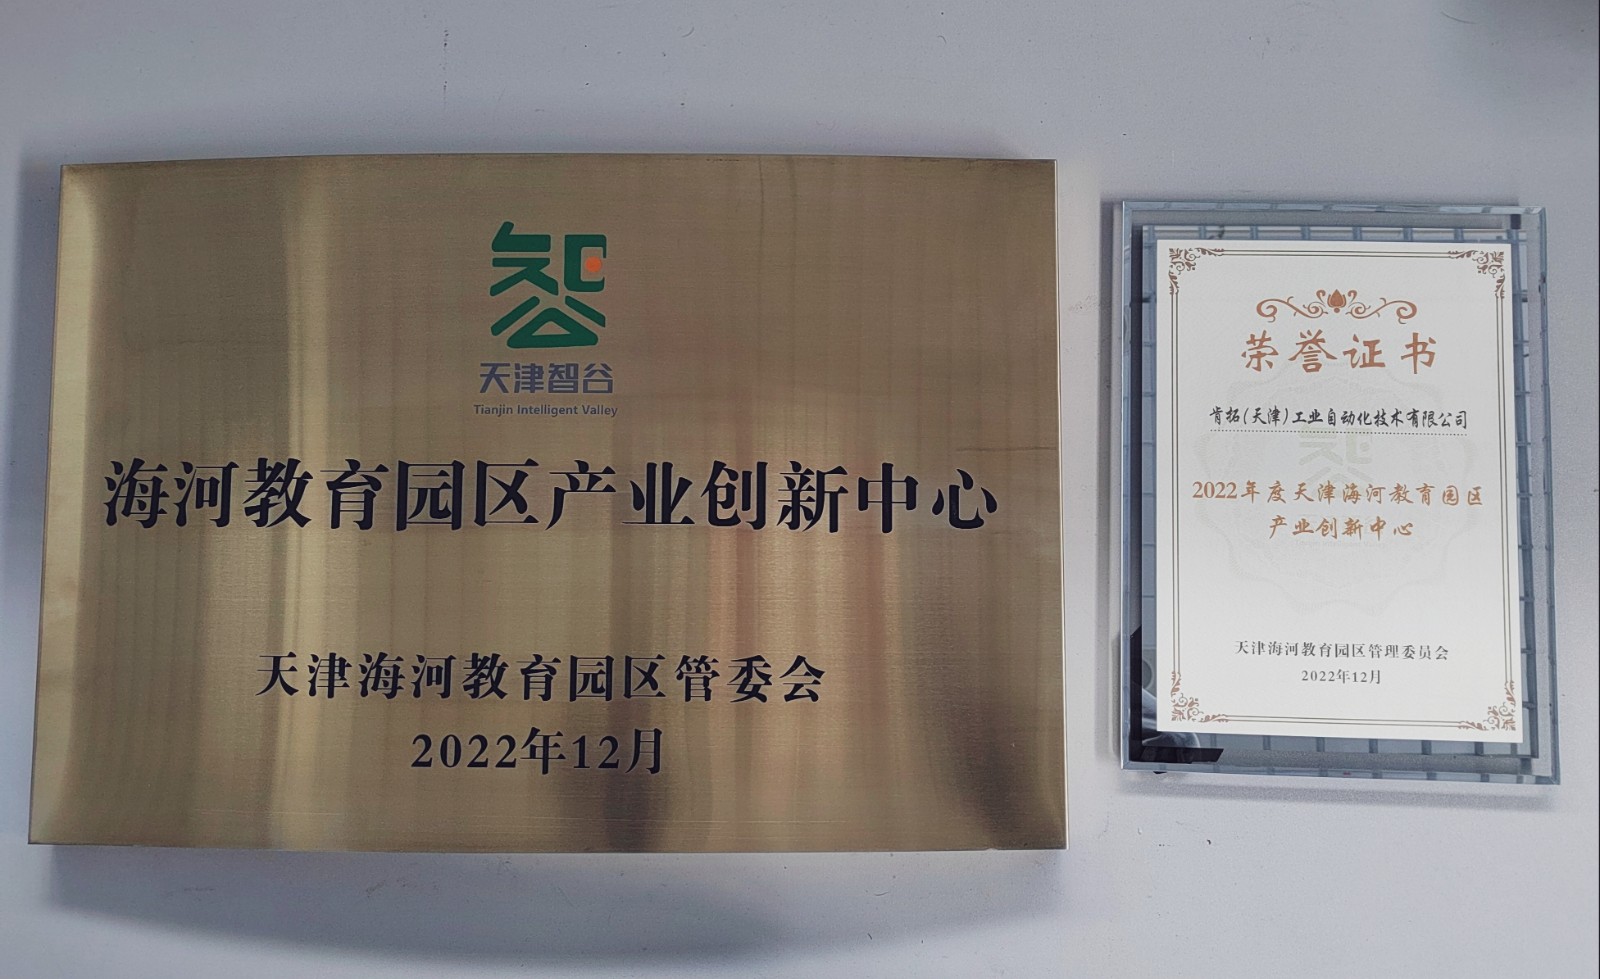 天津智谷
Tianjin Intelligent Valley
海河教育园区产业创新中心
天津海河教育园区管委会
2022年12月
荣誉证书
肯拓(天津)工业自动化技术有限公司
2022年度天津海河教育园区
产业创新中心
天津海河教育园区管理委员会
2022年12月